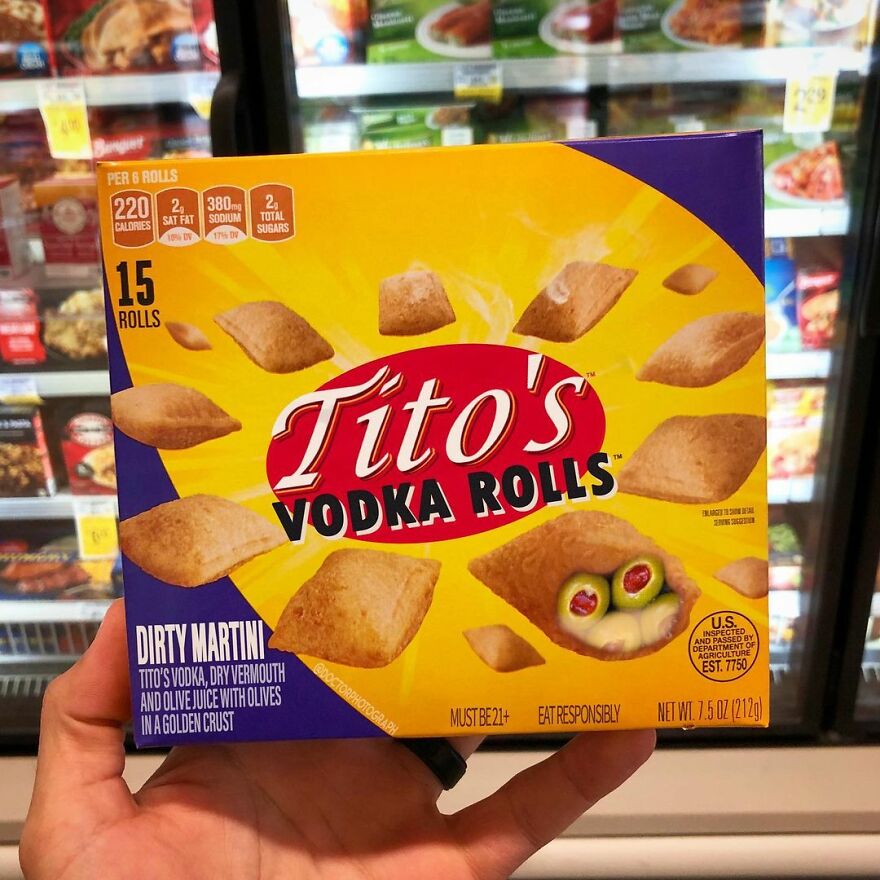 PER 6 ROLLS
220
CALORIES
2g
SAT FAT
10% DV
380mg
SODIUM
17% DV
2g
TOTAL
SUGARS
15
ROLLS
Tito's™
VODKA ROLLS™
ENLARGED TO SHOW DETAIL
SERVING SUGGESTION
DIRTY MARTINI
TITO'S VODKA, DRY VERMOUTH
AND OLIVE JUICE WITH OLIVES
IN A GOLDEN CRUST
@DOCTORPHOTOGRAPH
MUST BE 21+ EAT RESPONSIBLY NET WT. 7.5 OZ (212g)
U.S.
INSPECTED
AND PASSED BY
DEPARTMENT OF
AGRICULTURE
EST. 7750
Banquet